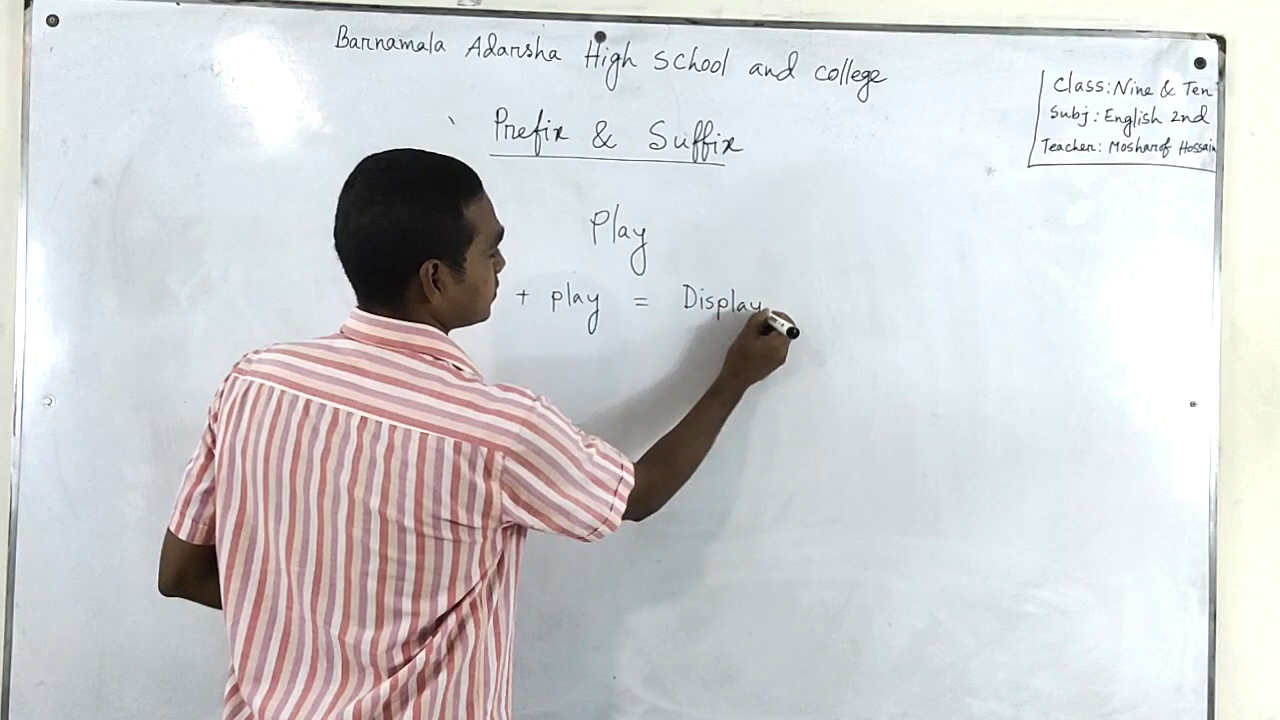 Barnamala Adarsha High School and college
Class: Nine & Ten
Subj: English 2nd
Teacher: Mosharof Hossain
Prefix & Suffix
Play
+ play = Display